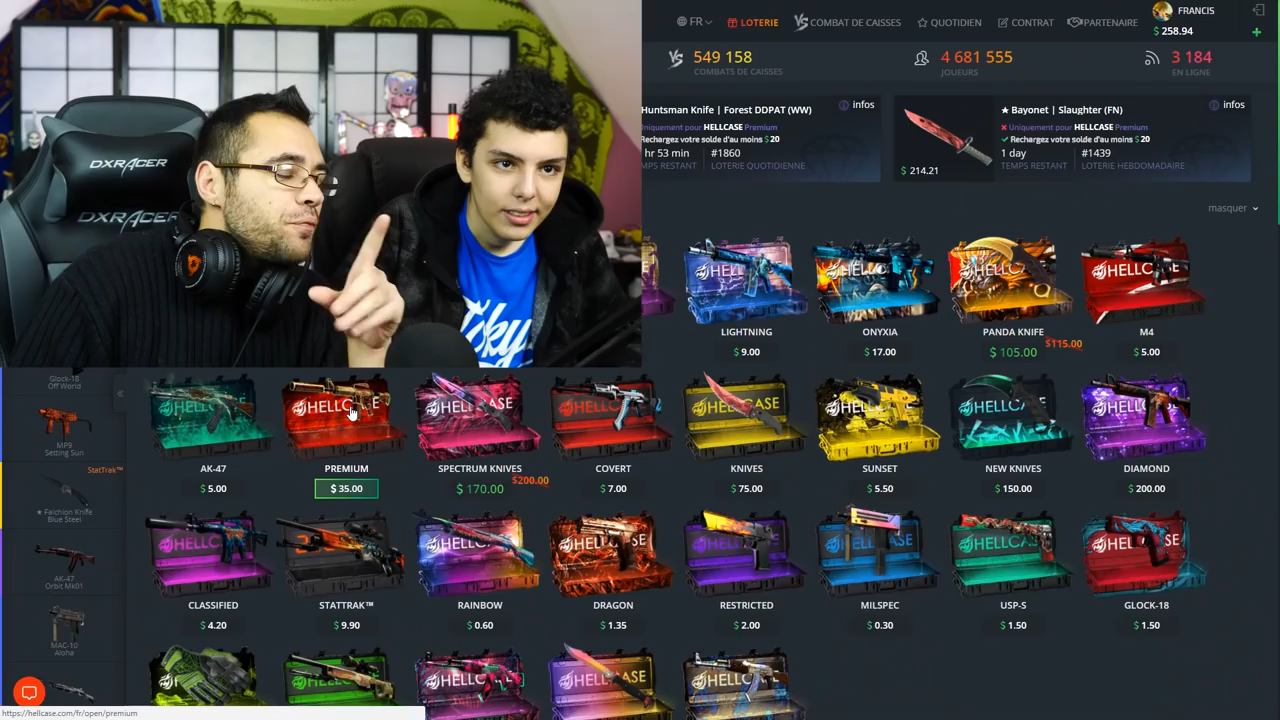 FR
LOTERIE
COMBAT DE CAISSES
QUOTIDIEN
CONTRAT
PARTENAIRE
FRANCIS
$ 258.94
549 158
COMBATS DE CAISSES
4 681 555
JOUEURS
3 184
EN LIGNE
Huntsman Knife | Forest DDPAT (WW)
infos
Uniquement pour HELLCASE Premium
Rechargez votre solde d'au moins $ 20
hr 53 min
#1860
MPS RESTANT
LOTERIE QUOTIDIENNE
★ Bayonet | Slaughter (FN)
infos
Uniquement pour HELLCASE Premium
Rechargez votre solde d'au moins $ 20
1 day
#1439
TEMPS RESTANT
LOTERIE HEBDOMADAIRE
$ 214.21
masquer
DXRACER
DXRACER
LIGHTNING
ONYXIA
PANDA KNIFE
M4
$ 9.00
$ 17.00
$ 105.00
$115.00
$ 5.00
Glock-18
Off World
MP9
Setting Sun
StatTrak™
★ Falchion Knife
Blue Steel
AK-47
Orbit Mk01
MAC-10
Aloha
HELLCASE
AK-47
PREMIUM
SPECTRUM KNIVES
COVERT
KNIVES
SUNSET
NEW KNIVES
DIAMOND
$ 5.00
$ 35.00
$ 170.00
$200.00
$ 7.00
$ 75.00
$ 5.50
$ 150.00
$ 200.00
CLASSIFIED
STATTRAK™
RAINBOW
DRAGON
RESTRICTED
MILSPEC
USP-S
GLOCK-18
$ 4.20
$ 9.90
$ 0.60
$ 1.35
$ 2.00
$ 0.30
$ 1.50
$ 1.50
https://hellcase.com/fr/open/premium